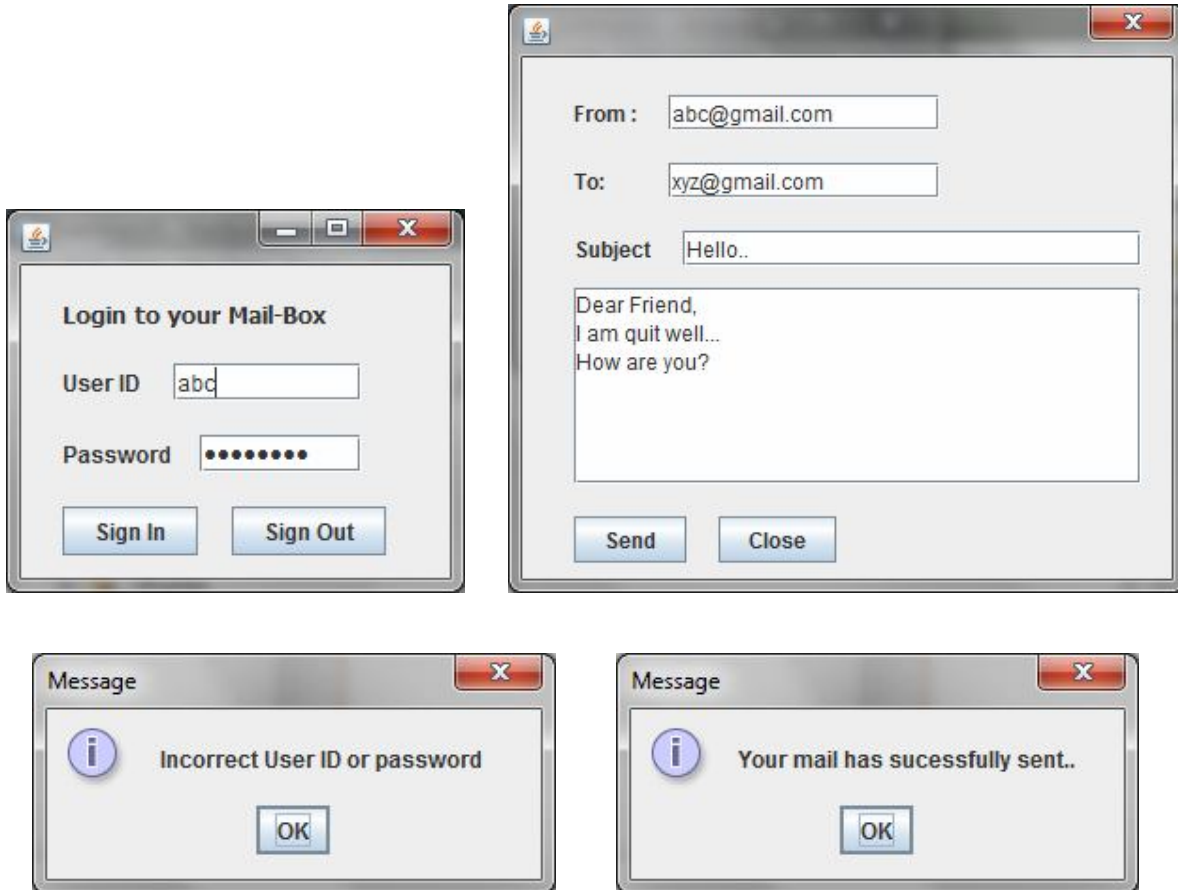 Login to your Mail-Box
User ID abc
Password ••••••••
Sign In Sign Out
From : abc@gmail.com
To: xyz@gmail.com
Subject Hello..
Dear Friend,
I am quit well...
How are you?
Send Close
Message
Incorrect User ID or password
OK
Message
Your mail has sucessfully sent..
OK